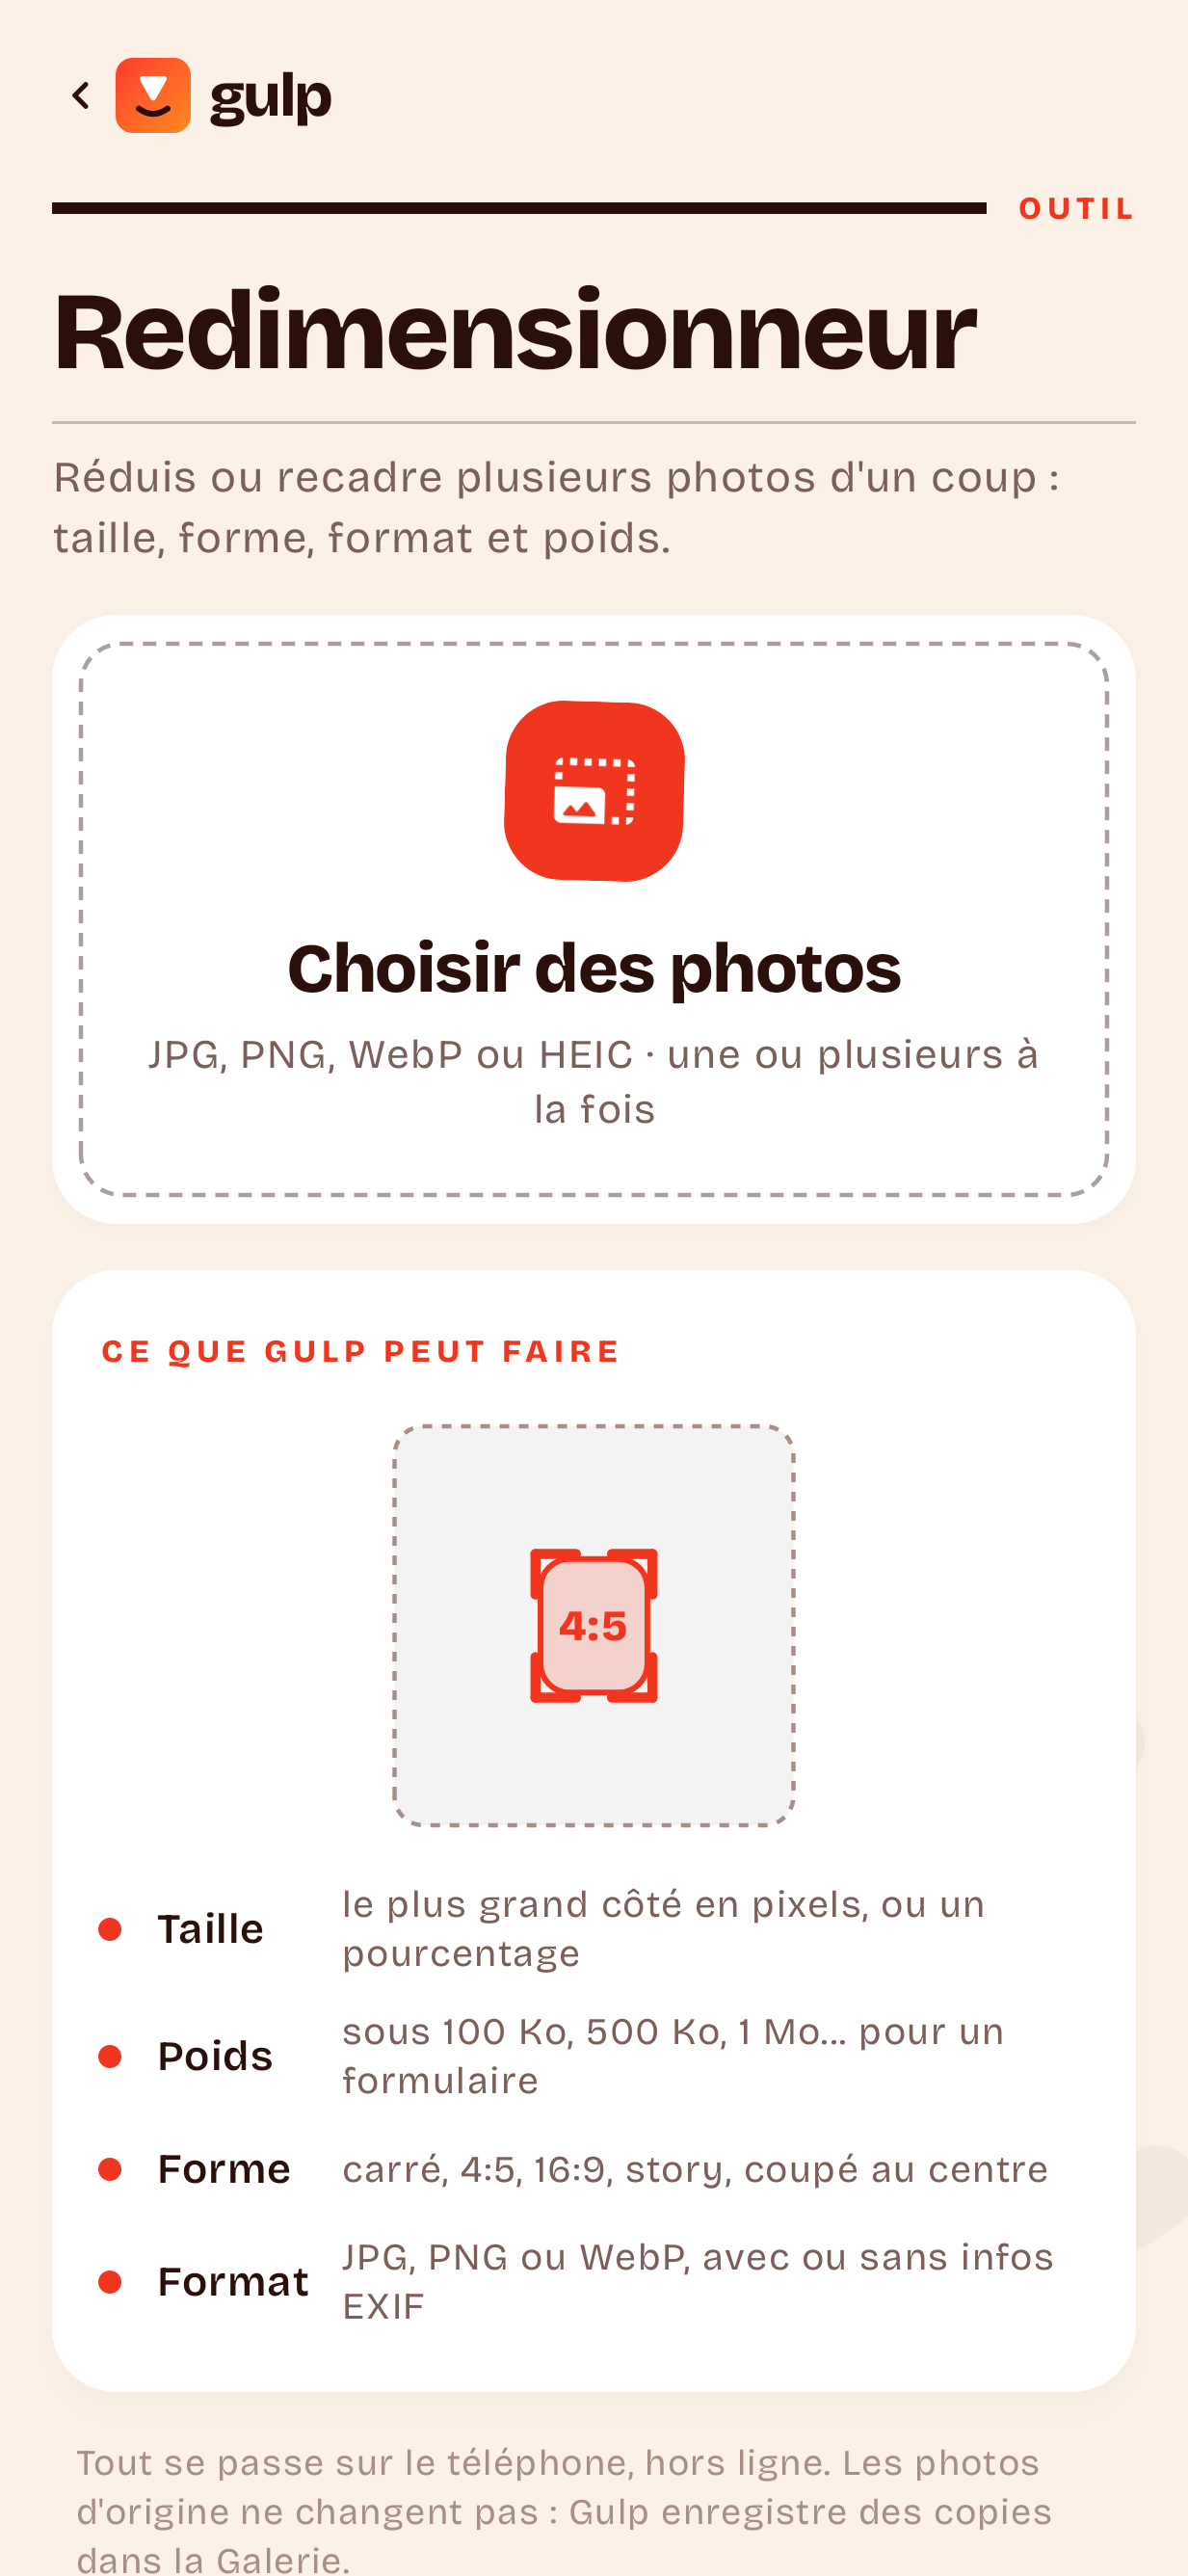 gulp
OUTIL
Redimensionneur
Réduis ou recadre plusieurs photos d'un coup :
taille, forme, format et poids.
Choisir des photos
JPG, PNG, WebP ou HEIC · une ou plusieurs à
la fois
CE QUE GULP PEUT FAIRE
4:5
Taille
le plus grand côté en pixels, ou un
pourcentage
Poids
sous 100 Ko, 500 Ko, 1 Mo... pour un
formulaire
Forme
carré, 4:5, 16:9, story, coupé au centre
Format
JPG, PNG ou WebP, avec ou sans infos
EXIF
Tout se passe sur le téléphone, hors ligne. Les photos
d'origine ne changent pas : Gulp enregistre des copies
dans la Galerie.